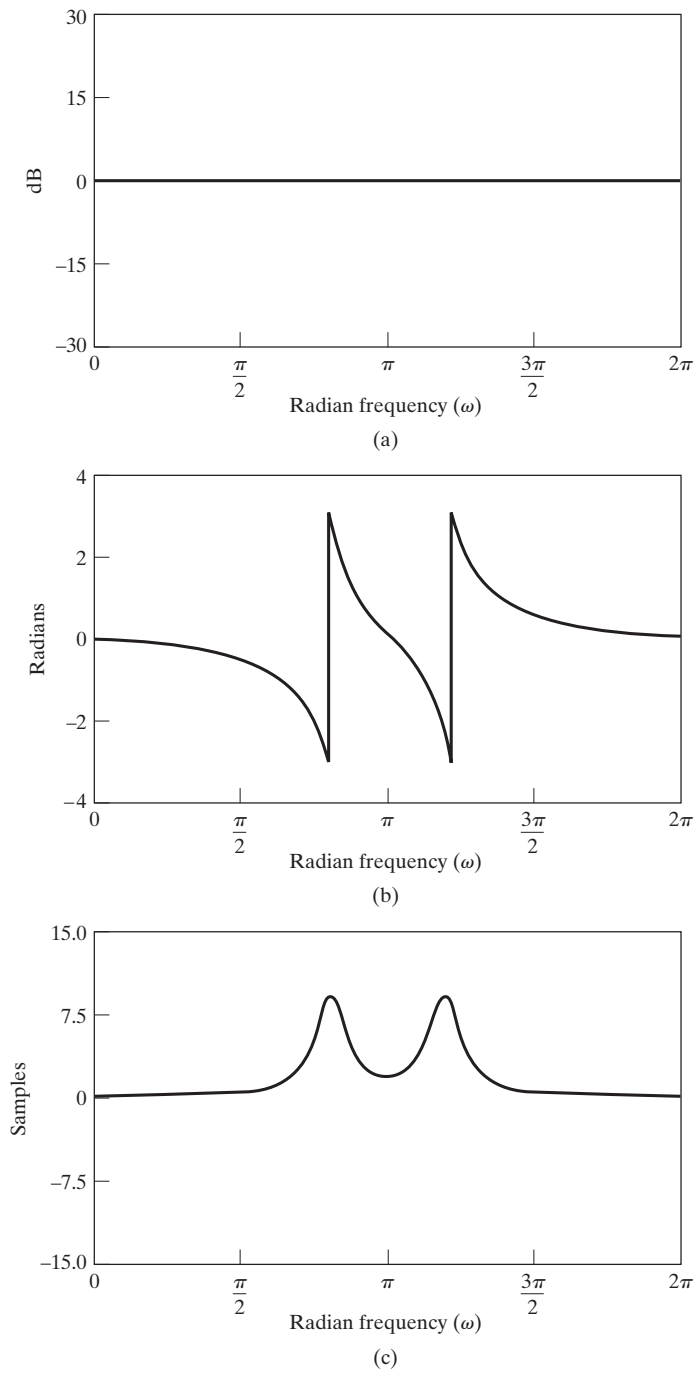 30
15
0
–15
–30
dB
0
π/2
π
3π/2
2π
Radian frequency (ω)
(a)
4
2
0
–2
–4
Radians
0
π/2
π
3π/2
2π
Radian frequency (ω)
(b)
15.0
7.5
0
–7.5
–15.0
Samples
0
π/2
π
3π/2
2π
Radian frequency (ω)
(c)